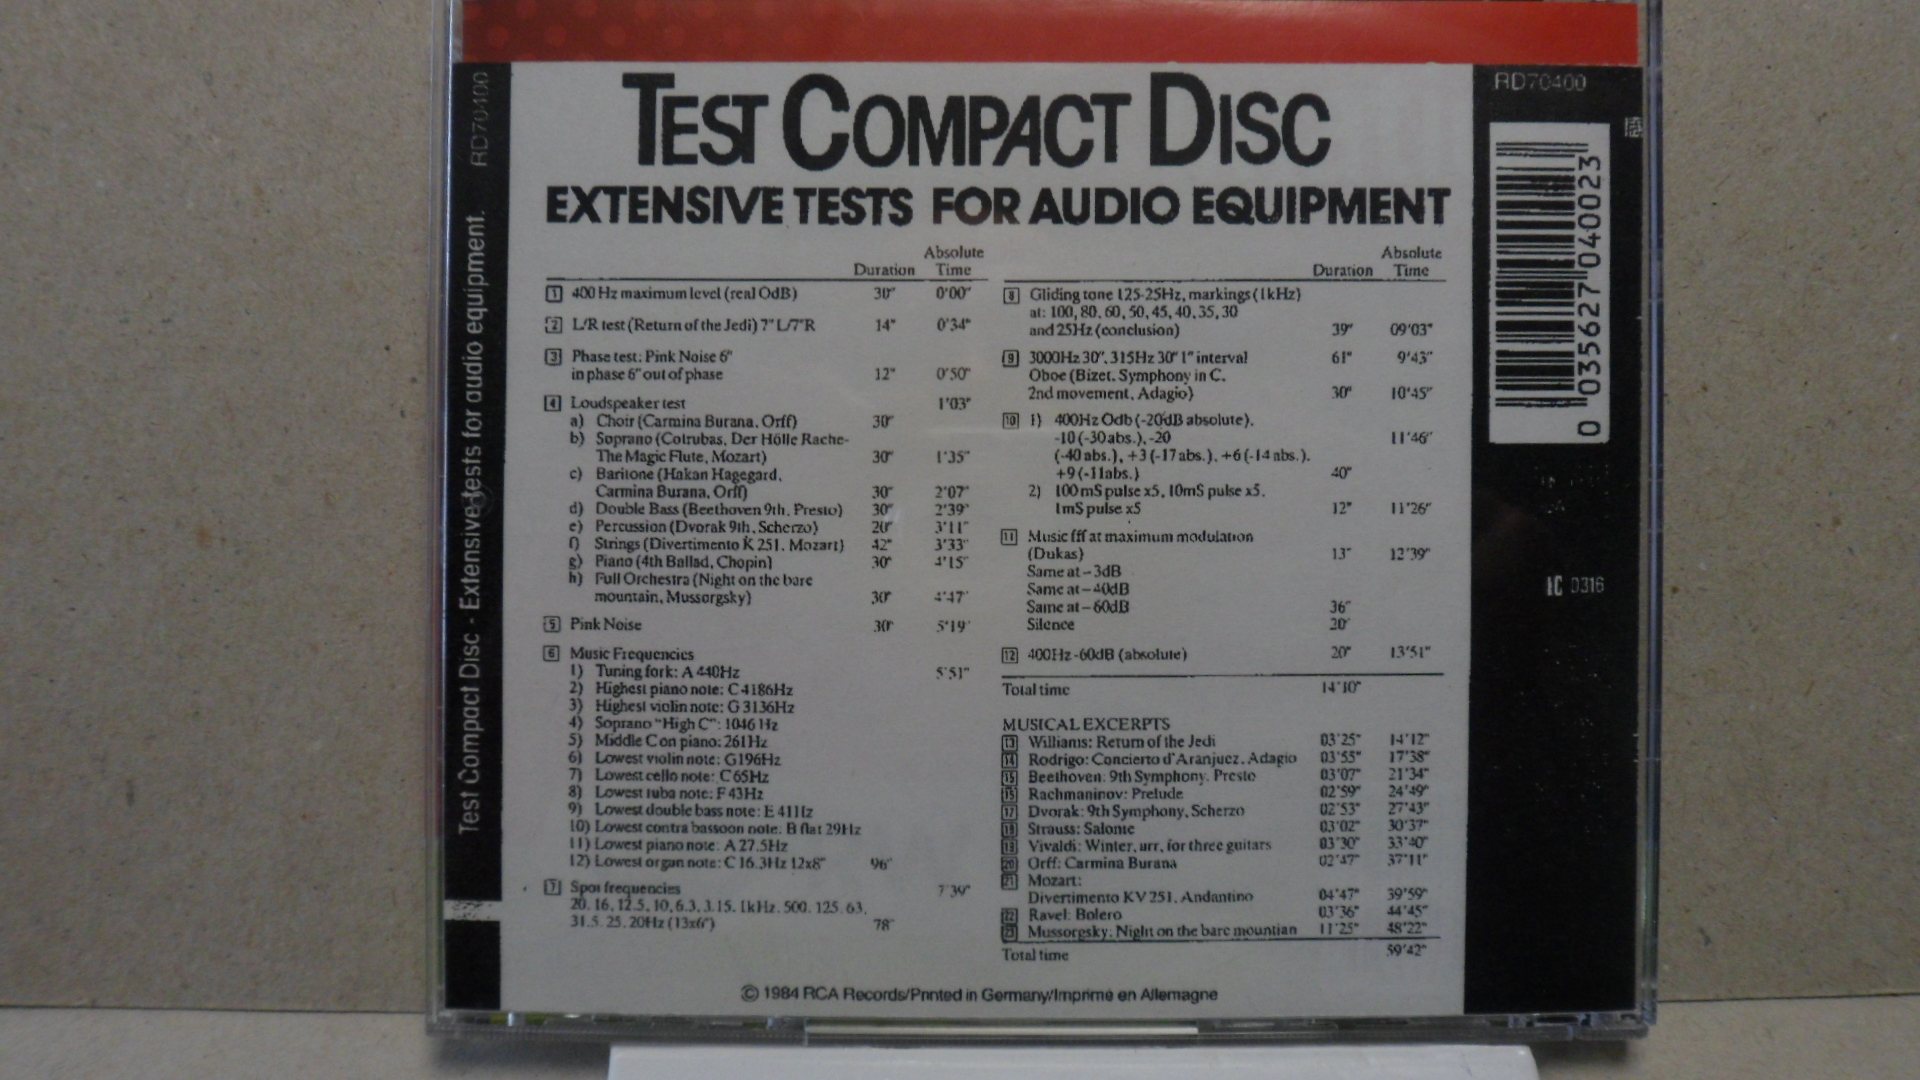 Test Compact Disc - Extensive tests for audio equipment. RD70400
TEST COMPACT DISC
EXTENSIVE TESTS FOR AUDIO EQUIPMENT
Duration Absolute Time
1 400 Hz maximum level (real OdB) 30" 0'00"
2 L/R test (Return of the Jedi) 7" L/7"R 14" 0'34"
3 Phase test: Pink Noise 6"
in phase 6" out of phase 12" 0'50"
4 Loudspeaker test 1'03"
a) Choir (Carmina Burana, Orff) 30"
b) Soprano (Cotrubas, Der Hölle Rache-
The Magic Flute, Mozart) 30" 1'35"
c) Baritone (Hakan Hagegard,
Carmina Burana, Orff) 30" 2'07"
d) Double Bass (Beethoven 9th, Presto) 30" 2'39"
e) Percussion (Dvorak 9th, Scherzo) 20" 3'11"
f) Strings (Divertimento K 251, Mozart) 42" 3'33"
g) Piano (4th Ballad, Chopin) 30" 4'15"
h) Full Orchestra (Night on the bare
mountain, Mussorgsky) 30" 4'47"
5 Pink Noise 30" 5'19"
6 Music Frequencies
1) Tuning fork: A 440Hz 5'51"
2) Highest piano note: C 4186Hz
3) Highest violin note: G 3136Hz
4) Soprano "High C": 1046 Hz
5) Middle C on piano: 261Hz
6) Lowest violin note: G196Hz
7) Lowest cello note: C 65Hz
8) Lowest tuba note: F 43Hz
9) Lowest double bass note: E 41Hz
10) Lowest contra bassoon note: B flat 29Hz
11) Lowest piano note: A 27.5Hz
12) Lowest organ note: C 16.3Hz 12x8" 96"
7 Spot frequencies 7'39"
20, 16, 12.5, 10, 6.3, 3.15, 1kHz, 500, 125, 63,
31.5, 25, 20Hz (13x6") 78"
Duration Absolute Time
8 Gliding tone 125-25Hz, markings (1kHz)
at: 100, 80, 60, 50, 45, 40, 35, 30
and 25Hz (conclusion) 39" 09'03"
9 3000Hz 30", 315Hz 30" 1" interval 61" 9'43"
Oboe (Bizet, Symphony in C,
2nd movement, Adagio) 30" 10'45"
10 1) 400Hz Odb (-20dB absolute),
-10 (-30 abs.), -20 11'46"
(-40 abs.), +3 (-17 abs.), +6 (-14 abs.),
+9 (-11abs.) 40"
2) 100mS pulse x5, 10mS pulse x5,
1mS pulse x5 12" 11'26"
11 Music fff at maximum modulation
(Dukas) 13" 12'39"
Same at -3dB
Same at -40dB
Same at -60dB 36"
Silence 20"
12 400Hz -60dB (absolute) 20" 13'51"
Total time 14'10"
MUSICAL EXCERPTS
13 Williams: Return of the Jedi 03'25" 14'12"
14 Rodrigo: Concierto d'Aranjuez, Adagio 03'55" 17'38"
15 Beethoven: 9th Symphony, Presto 03'07" 21'34"
Rachmaninov: Prelude 02'59" 24'49"
17 Dvorak: 9th Symphony, Scherzo 02'53" 27'43"
18 Strauss: Salome 03'02" 30'37"
19 Vivaldi: Winter, arr. for three guitars 03'30" 33'40"
20 Orff: Carmina Burana 02'47" 37'11"
21 Mozart:
Divertimento KV 251, Andantino 04'47" 39'59"
22 Ravel: Bolero 03'36" 44'45"
23 Mussorgsky: Night on the bare mountian 11'25" 48'22"
Total time 59'42"
© 1984 RCA Records/Printed in Germany/Imprimé en Allemagne
RD70400
0 035627 040023
0316